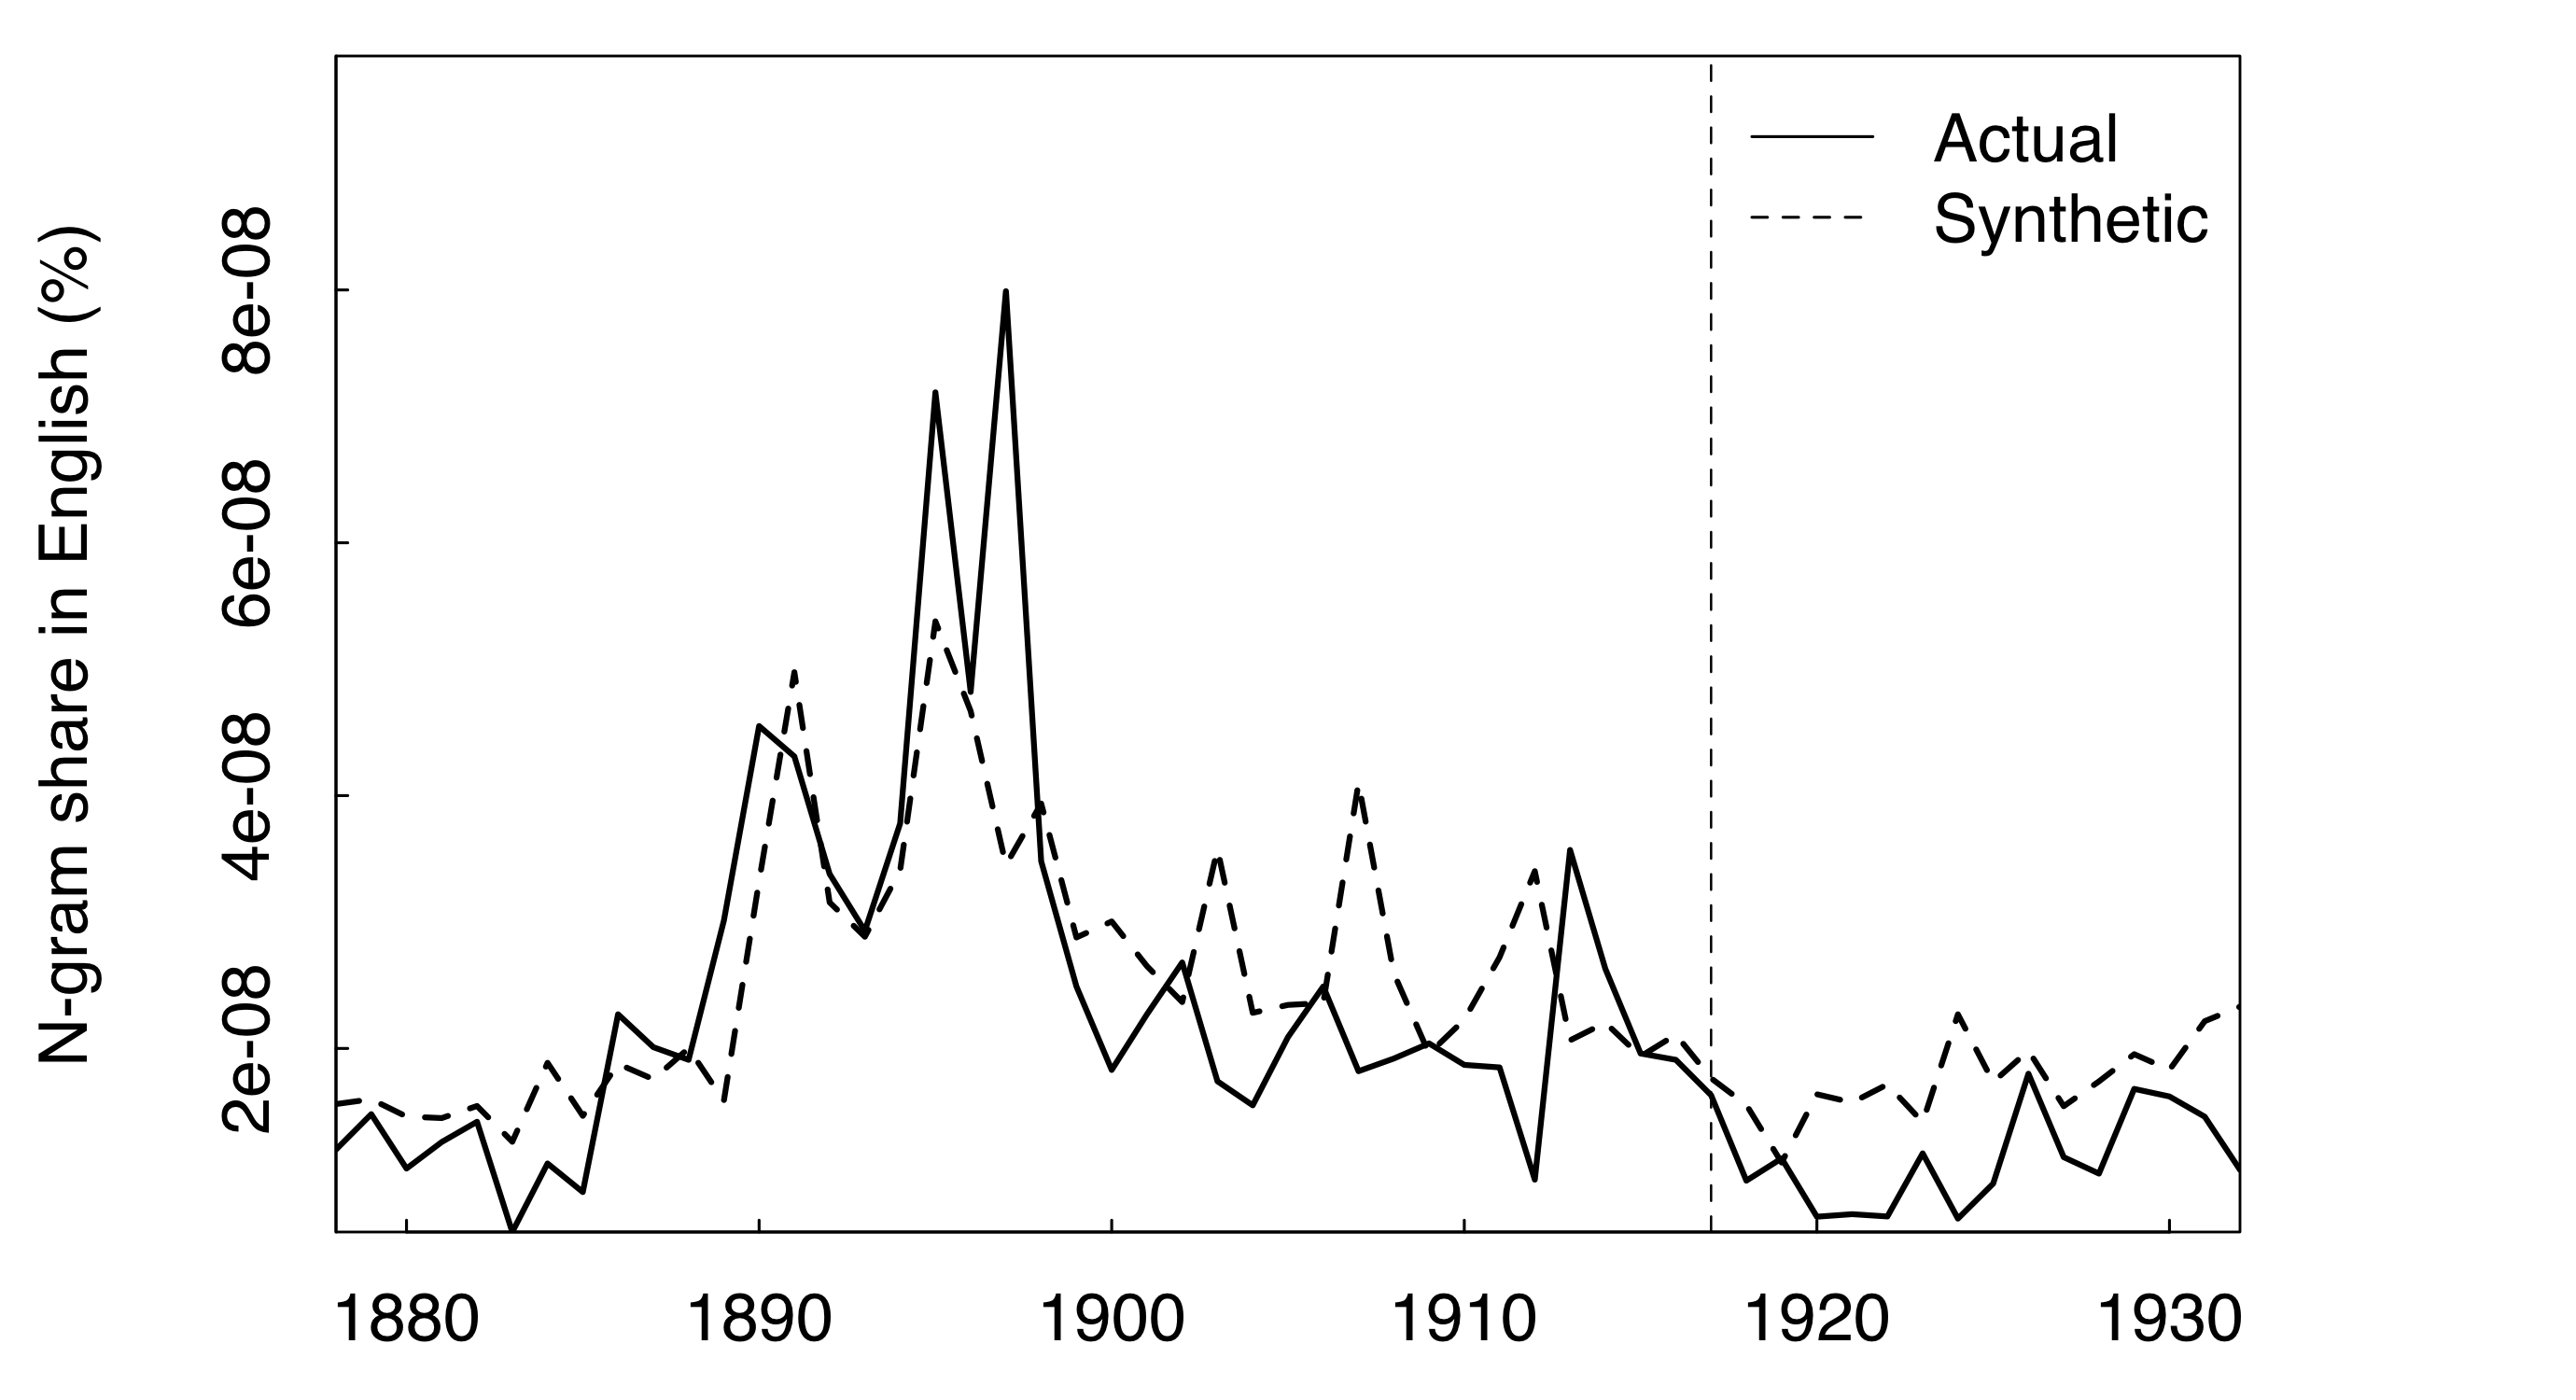 N-gram share in English (%)
8e-08
6e-08
4e-08
2e-08
Actual
Synthetic
1880 1890 1900 1910 1920 1930